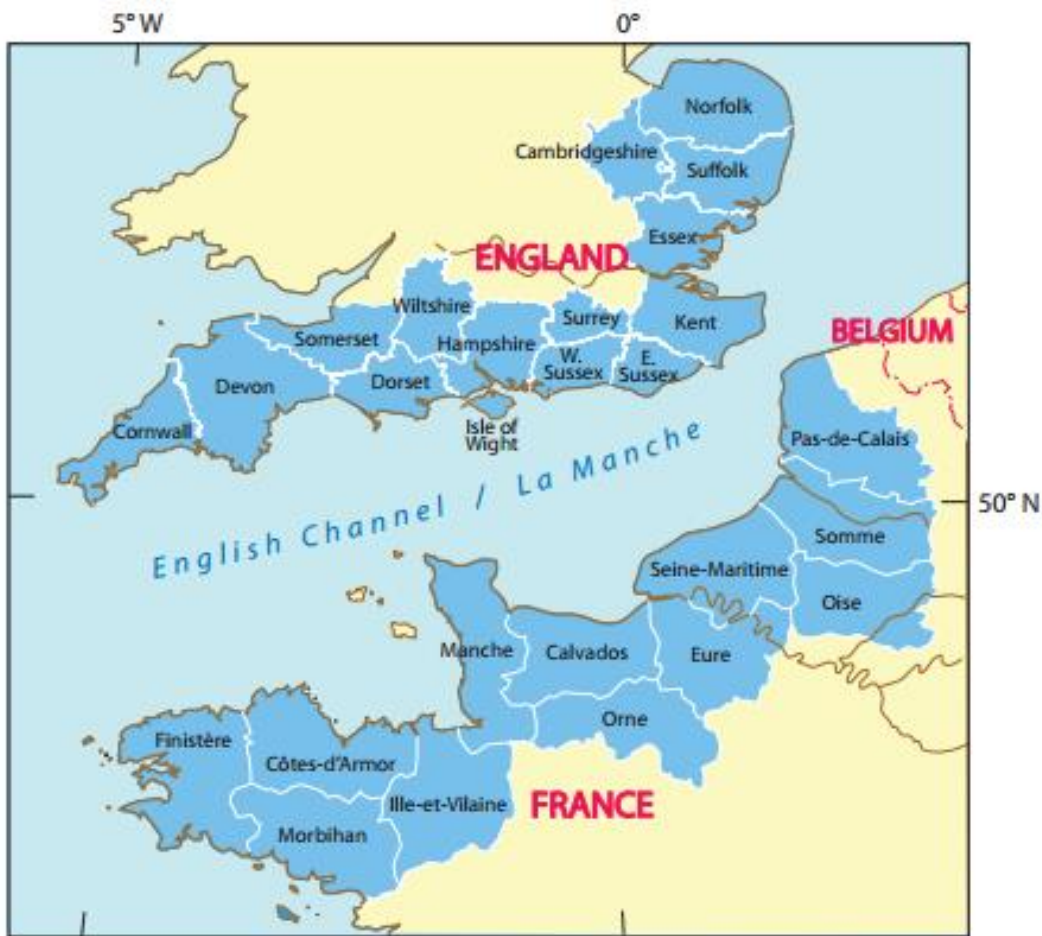 5° W
0°
Norfolk
Cambridgeshire
Suffolk
Essex
ENGLAND
Wiltshire
Surrey
Kent
Somerset
Hampshire
BELGIUM
W.
Sussex
E.
Sussex
Devon
Dorset
Cornwall
Isle of
Wight
Pas-de-Calais
English Channel / La Manche
50° N
Somme
Seine-Maritime
Oise
Manche
Calvados
Eure
Orne
Finistère
Côtes-d'Armor
Ille-et-Vilaine
FRANCE
Morbihan